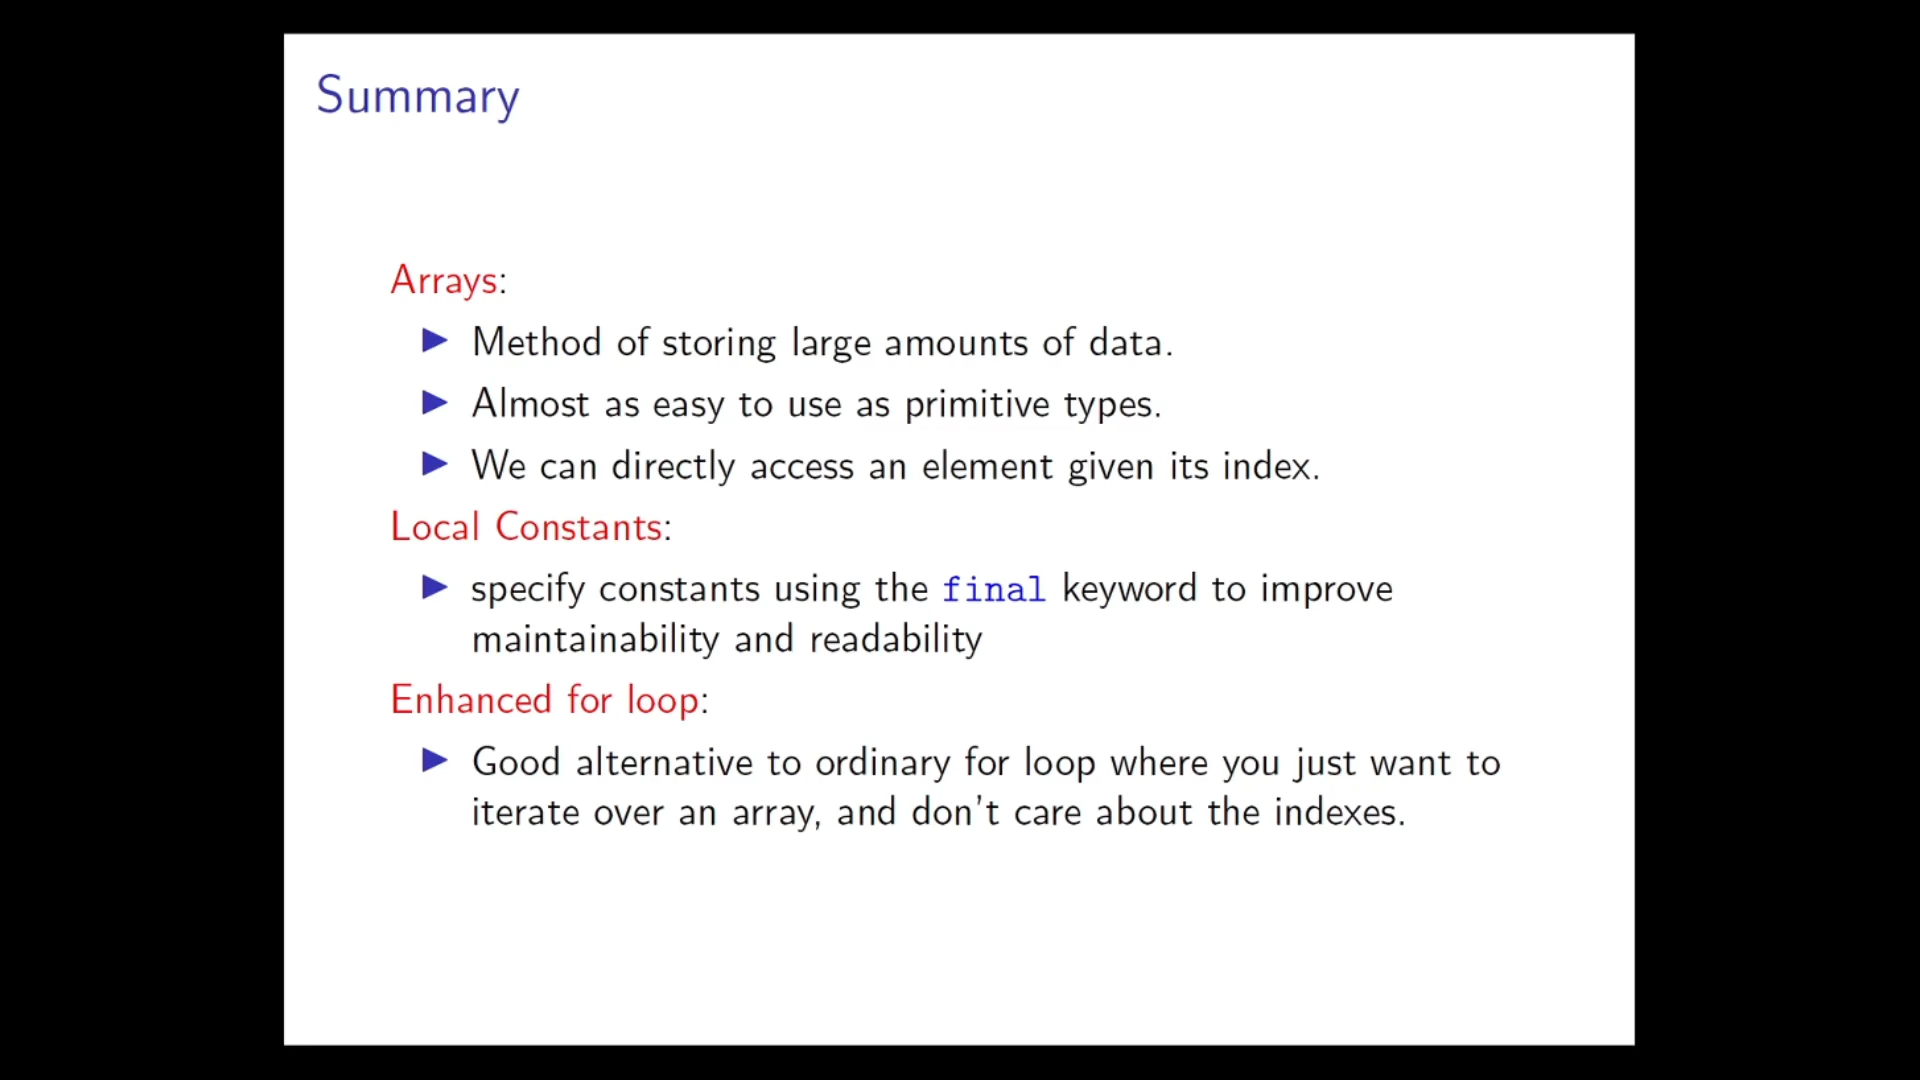 Summary
Arrays:
▶ Method of storing large amounts of data.
▶ Almost as easy to use as primitive types.
▶ We can directly access an element given its index.
Local Constants:
▶ specify constants using the final keyword to improve
maintainability and readability
Enhanced for loop:
▶ Good alternative to ordinary for loop where you just want to
iterate over an array, and don't care about the indexes.